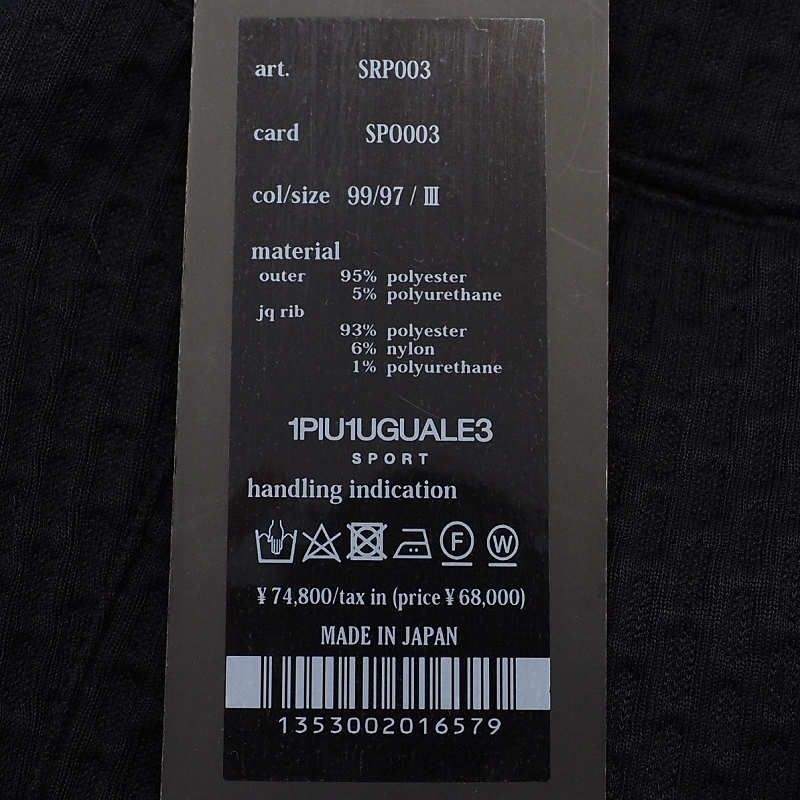 art. SRP003
card SP0003
col/size 99/97 / Ⅲ
material
outer 95% polyester
5% polyurethane
jq rib
93% polyester
6% nylon
1% polyurethane
1PIU1UGUALE3
SPORT
handling indication
F W
¥74,800/tax in (price ¥68,000)
MADE IN JAPAN
1353002016579